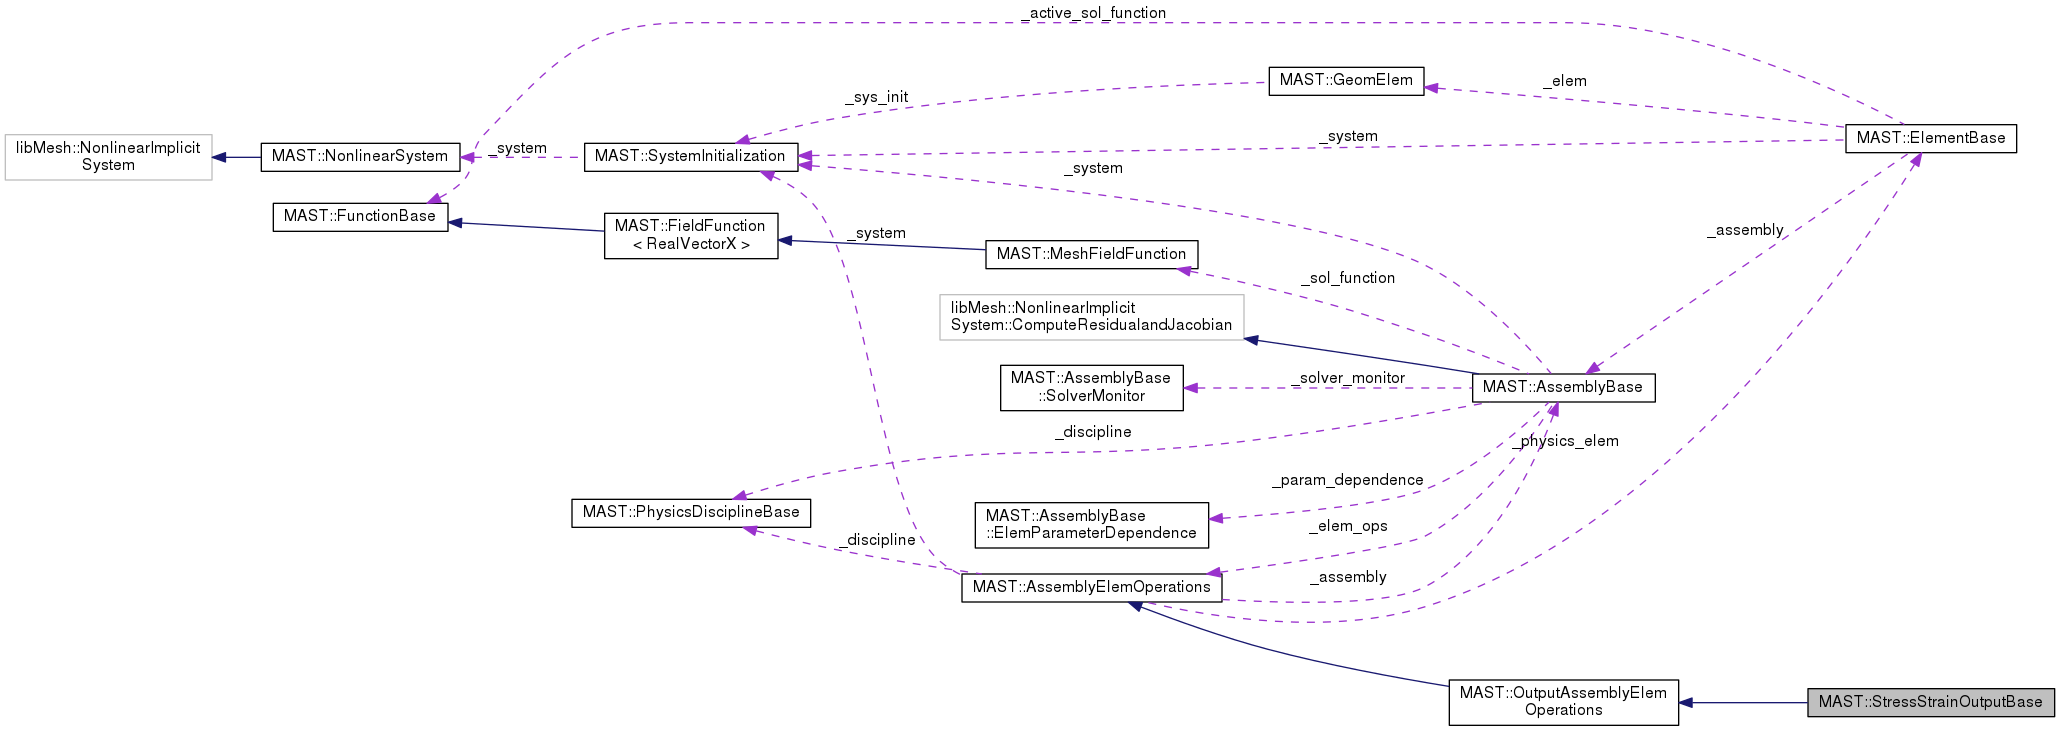 _active_sol_function
MAST::GeomElem
_elem
_sys_init
MAST::ElementBase
_system
libMesh::NonlinearImplicit
System
MAST::NonlinearSystem
_system
MAST::SystemInitialization
_system
MAST::FunctionBase
MAST::FieldFunction
< RealVectorX >
_system
MAST::MeshFieldFunction
_assembly
_sol_function
libMesh::NonlinearImplicit
System::ComputeResidualandJacobian
MAST::AssemblyBase
::SolverMonitor
_solver_monitor
MAST::AssemblyBase
_discipline
_physics_elem
_param_dependence
MAST::PhysicsDisciplineBase
MAST::AssemblyBase
::ElemParameterDependence
_elem_ops
_discipline
_assembly
MAST::AssemblyElemOperations
MAST::OutputAssemblyElem
Operations
MAST::StressStrainOutputBase